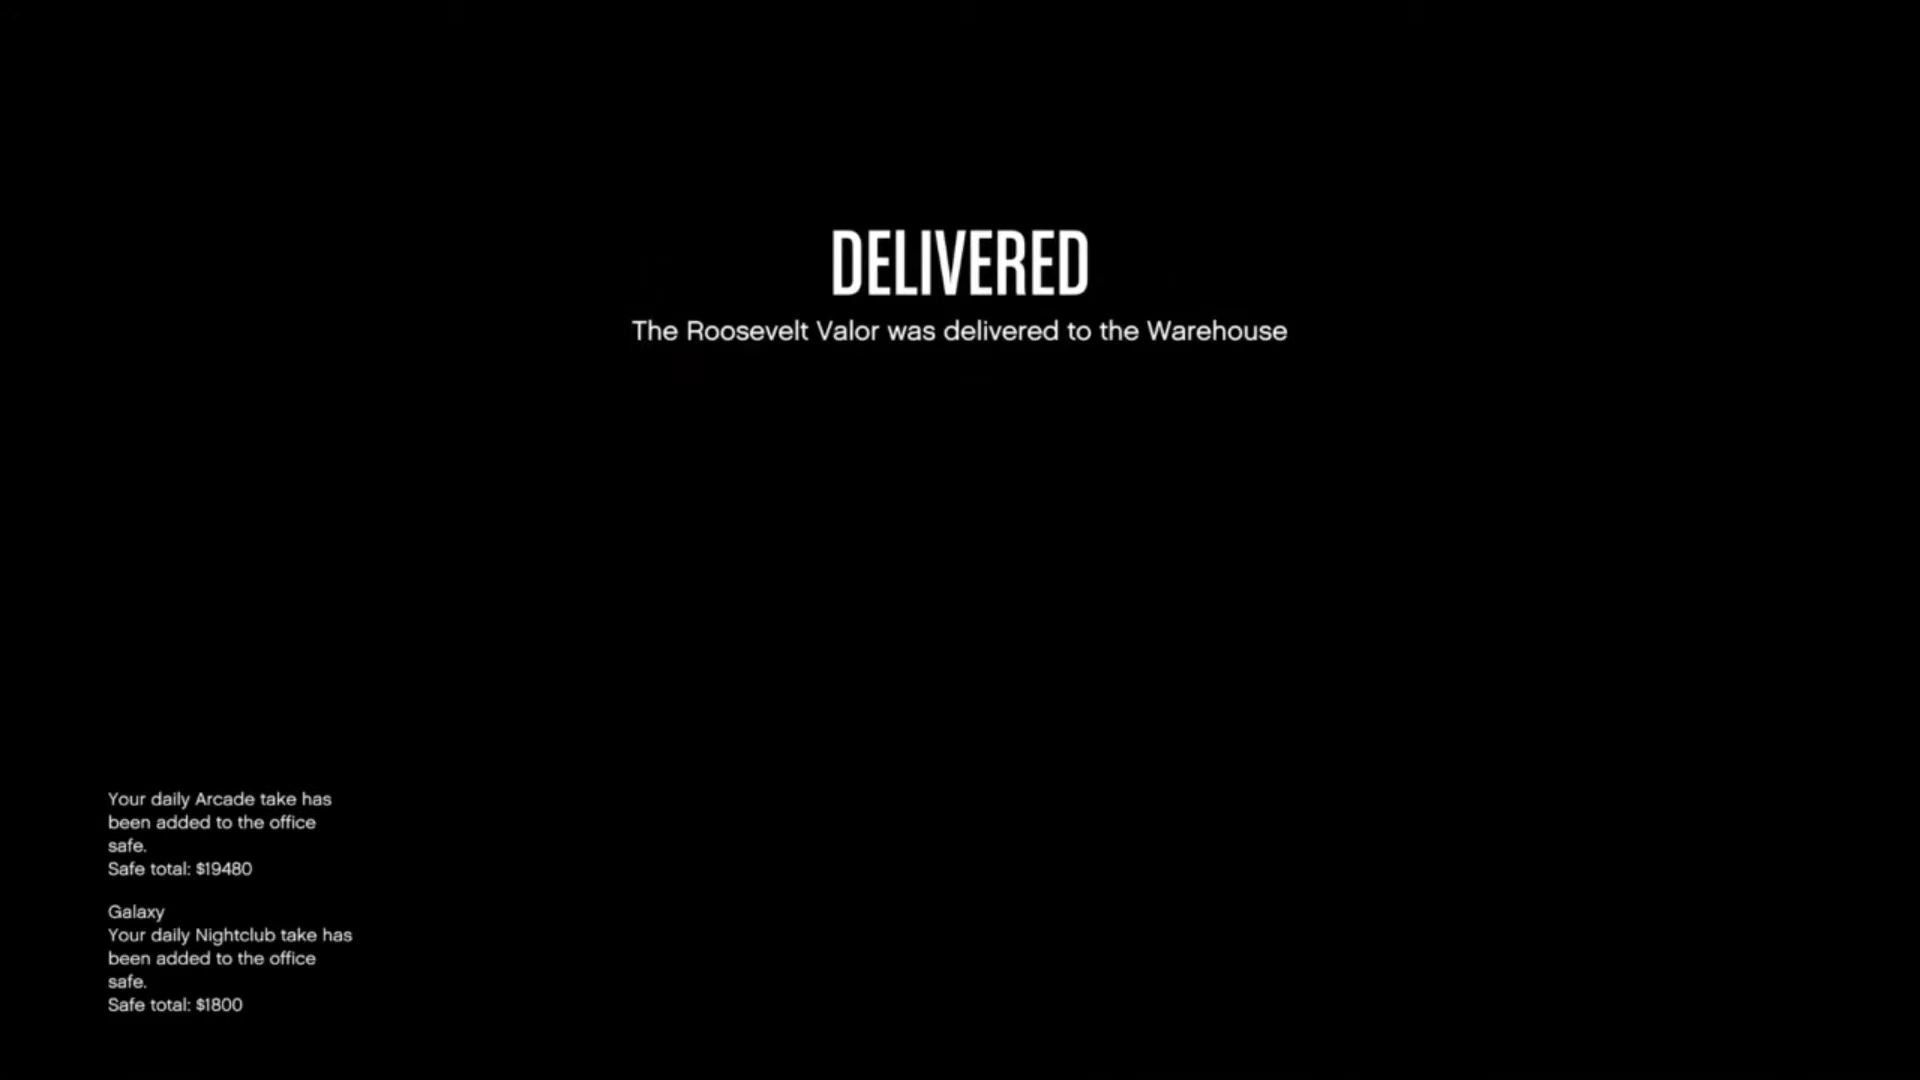 DELIVERED
The Roosevelt Valor was delivered to the Warehouse
Your daily Arcade take has
been added to the office
safe.
Safe total: $19480
Galaxy
Your daily Nightclub take has
been added to the office
safe.
Safe total: $1800